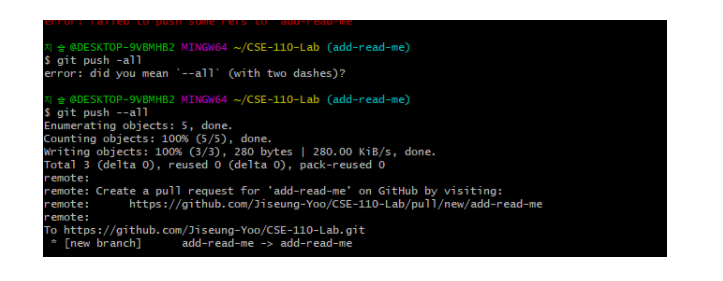 error: failed to push some refs to 'add-read-me'
지승@DESKTOP-9VBMHB2 MINGW64 ~/CSE-110-Lab (add-read-me)
$ git push -all
error: did you mean `--all` (with two dashes)?
지승@DESKTOP-9VBMHB2 MINGW64 ~/CSE-110-Lab (add-read-me)
$ git push --all
Enumerating objects: 5, done.
Counting objects: 100% (5/5), done.
Writing objects: 100% (3/3), 280 bytes | 280.00 KiB/s, done.
Total 3 (delta 0), reused 0 (delta 0), pack-reused 0
remote:
remote: Create a pull request for 'add-read-me' on GitHub by visiting:
remote:      https://github.com/Jiseung-Yoo/CSE-110-Lab/pull/new/add-read-me
remote:
To https://github.com/Jiseung-Yoo/CSE-110-Lab.git
 * [new branch]      add-read-me -> add-read-me